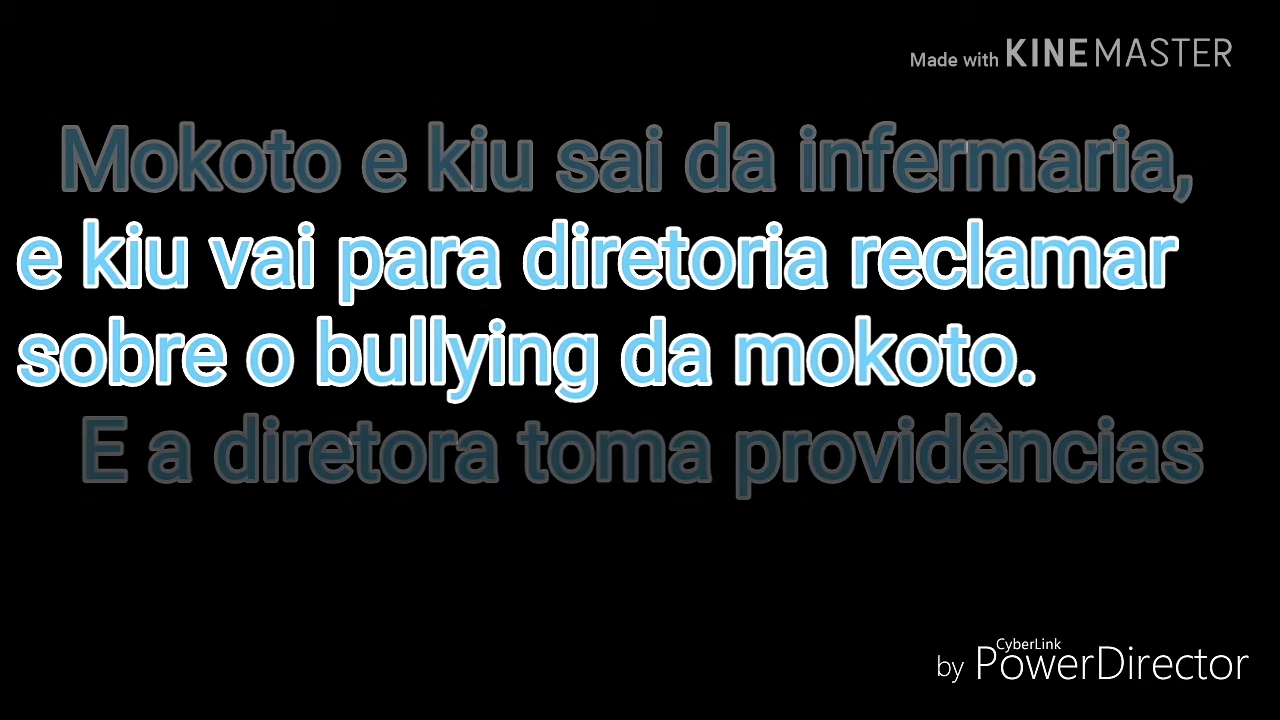 Made with KINEMASTER
Mokoto e kiu sai da infermaria,
e kiu vai para diretoria reclamar
sobre o bullying da mokoto.
E a diretora toma providências
CyberLink
by PowerDirector